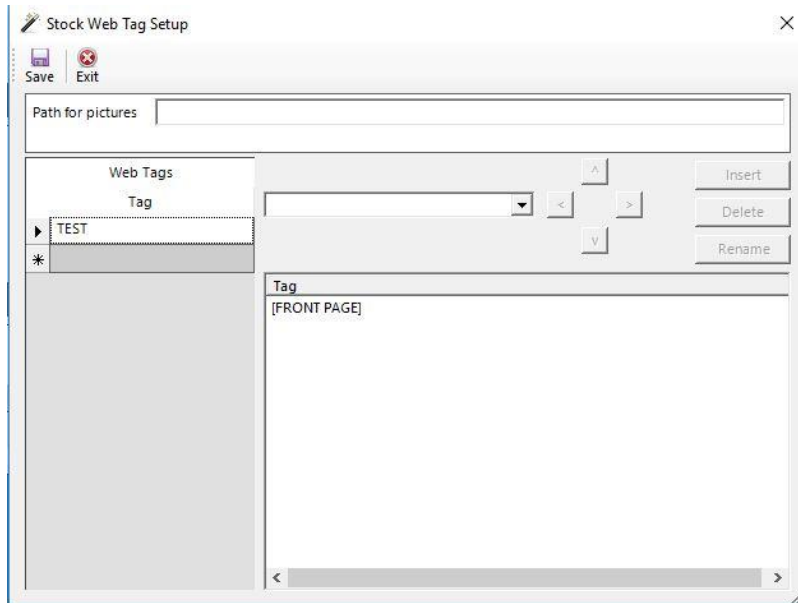 Stock Web Tag Setup
Save
Exit
Path for pictures
Web Tags
Tag
TEST
^
<
>
v
Insert
Delete
Rename
Tag
[FRONT PAGE]